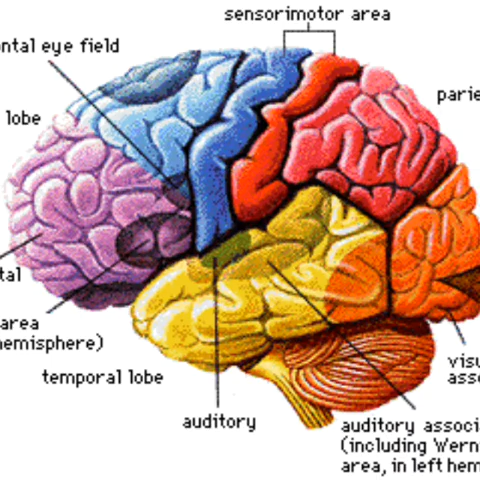 sensorimotor area
ntal eye field
parie
lobe
tal
area
hemisphere)
temporal lobe
visu
asso
auditory
auditory associ
(including Wern
area, in left hem